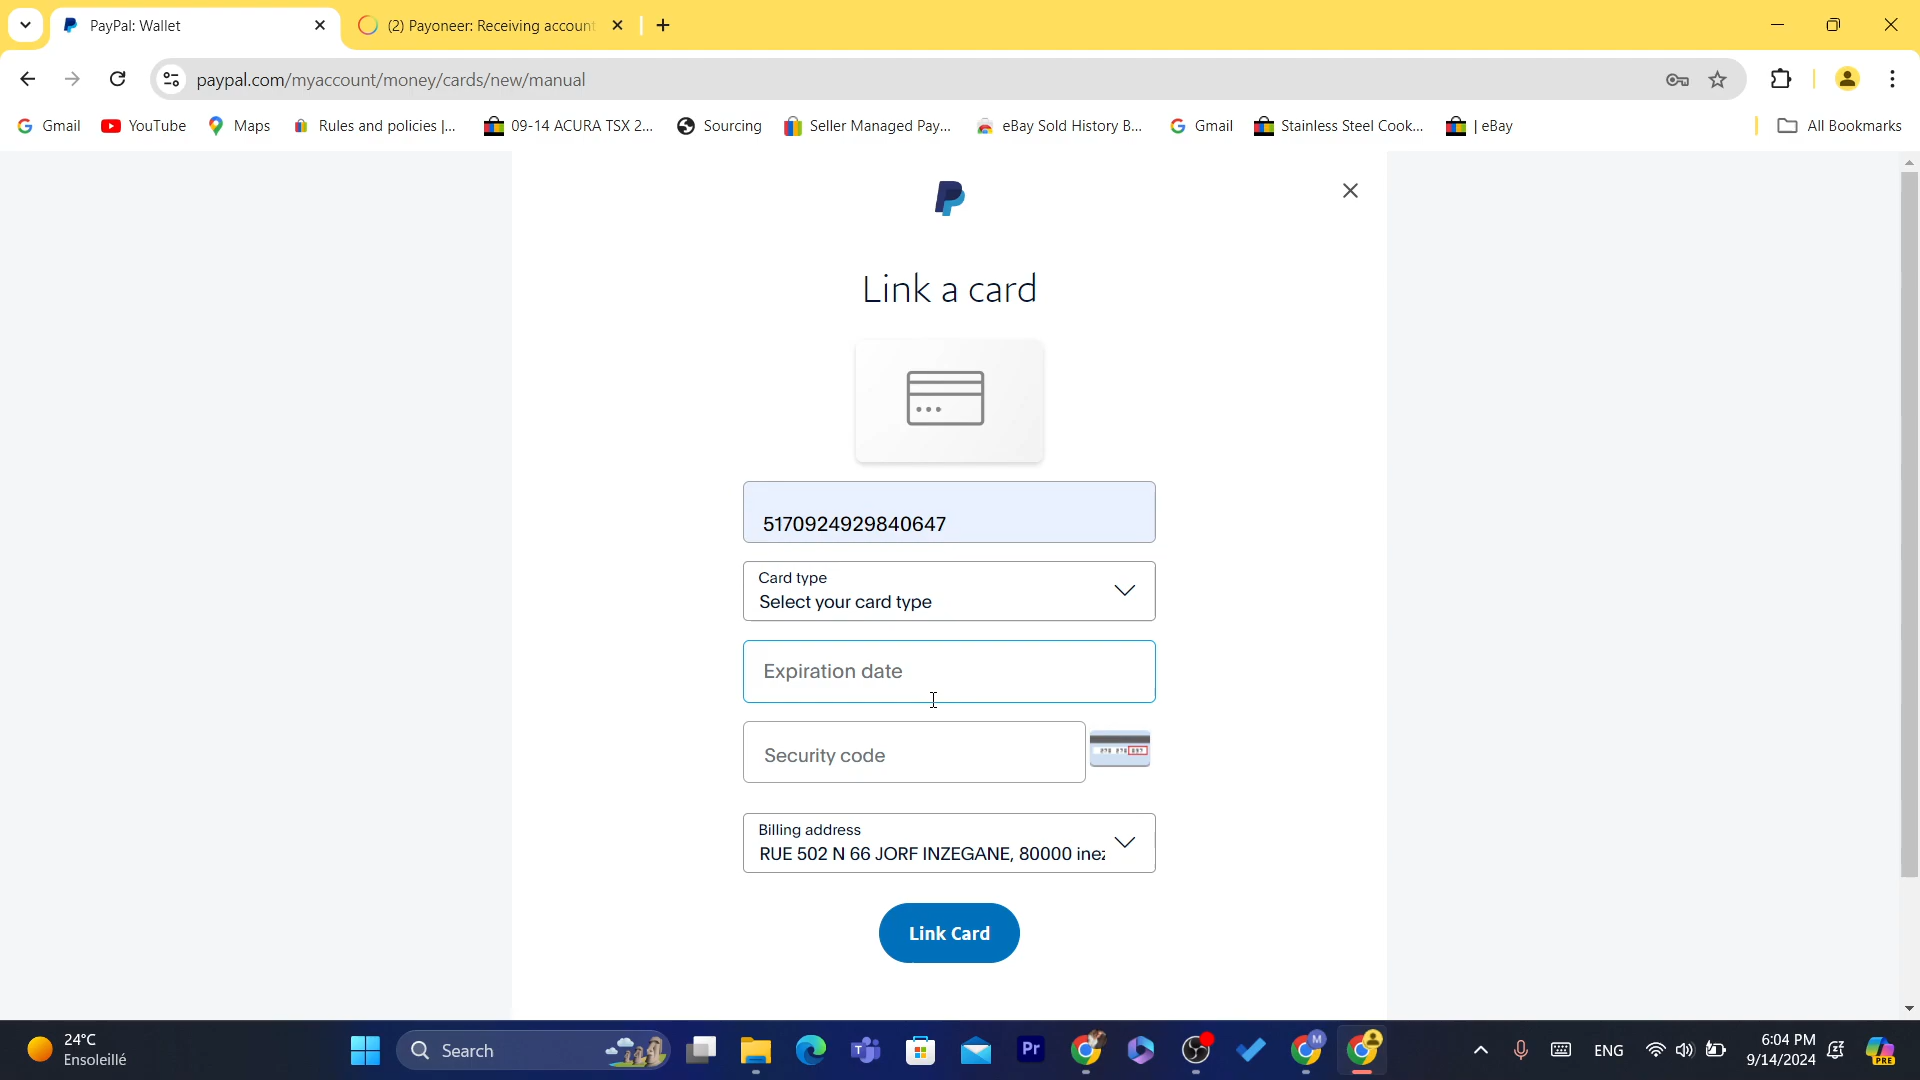 PayPal: Wallet
(2) Payoneer: Receiving account
paypal.com/myaccount/money/cards/new/manual
Gmail
YouTube
Maps
Rules and policies |...
09-14 ACURA TSX 2...
Sourcing
Seller Managed Pay...
eBay Sold History B...
Gmail
Stainless Steel Cook...
| eBay
All Bookmarks
Link a card
5170924929840647
Card type
Select your card type
Expiration date
Security code
Billing address
RUE 502 N 66 JORF INZEGANE, 80000 inez
Link Card
24°C
Ensoleillé
Search
Pr
M
ENG
6:04 PM
9/14/2024
PRE